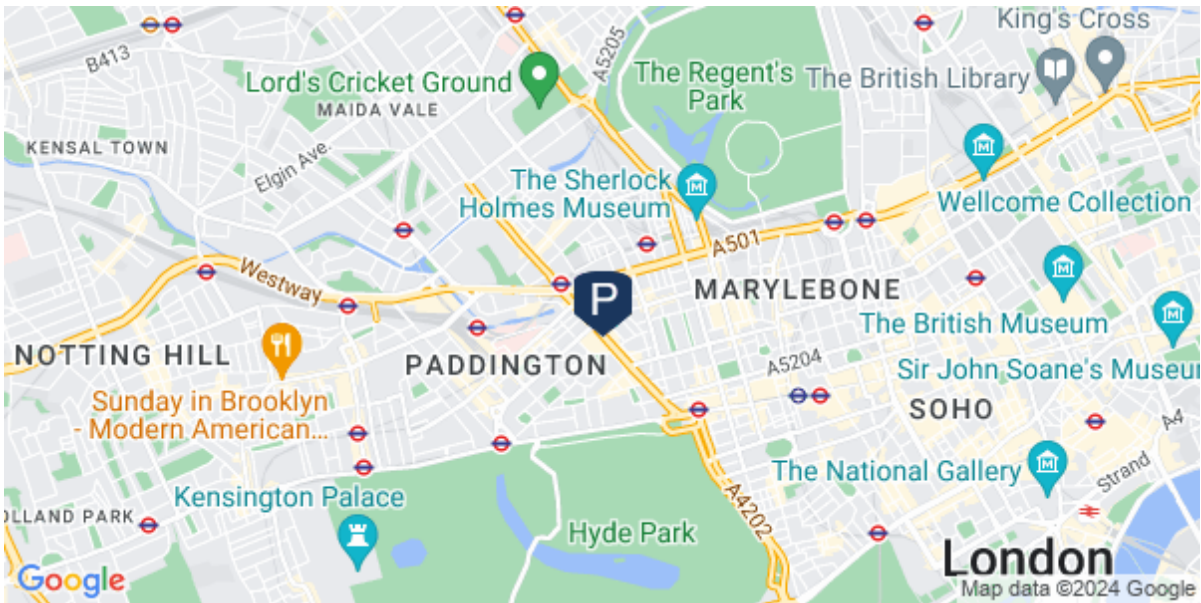 King's Cross
B413
A5205
Lord's Cricket Ground
The Regent's
Park
The British Library
MAIDA VALE
KENSAL TOWN
Elgin Ave.
The Sherlock
Holmes Museum
Wellcome Collection
A501
Westway
MARYLEBONE
The British Museum
NOTTING HILL
PADDINGTON
A5204
Sir John Soane's Museum
P
Sunday in Brooklyn
- Modern American...
SOHO
A4
The National Gallery
Strand
Kensington Palace
A4202
OLLAND PARK
Hyde Park
London
Google
Map data ©2024 Google